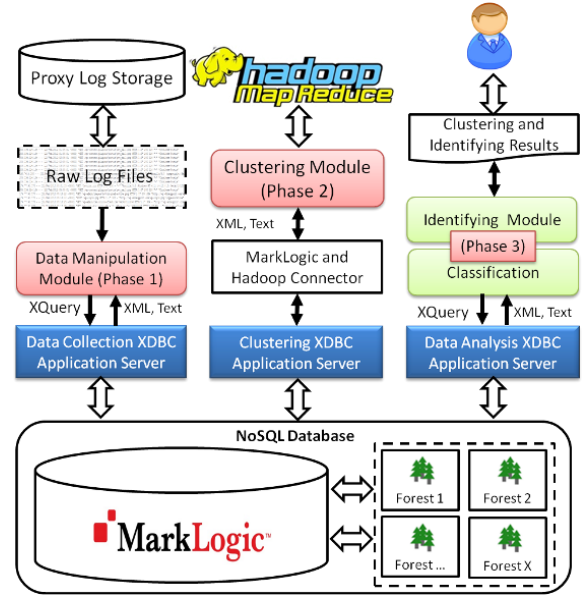 Proxy Log Storage
Raw Log Files
Data Manipulation
Module (Phase 1)
XQuery
XML, Text
Data Collection XDBC
Application Server
hadoop
Map Reduce
Clustering Module
(Phase 2)
XML, Text
MarkLogic and
Hadoop Connector
Clustering XDBC
Application Server
Clustering and
Identifying Results
Identifying Module
(Phase 3)
Classification
XQuery
XML, Text
Data Analysis XDBC
Application Server
NoSQL Database
MarkLogic™
Forest 1
Forest 2
Forest ...
Forest X